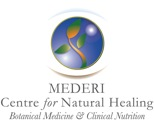 MEDERI
Centre for Natural Healing
Botanical Medicine & Clinical Nutrition